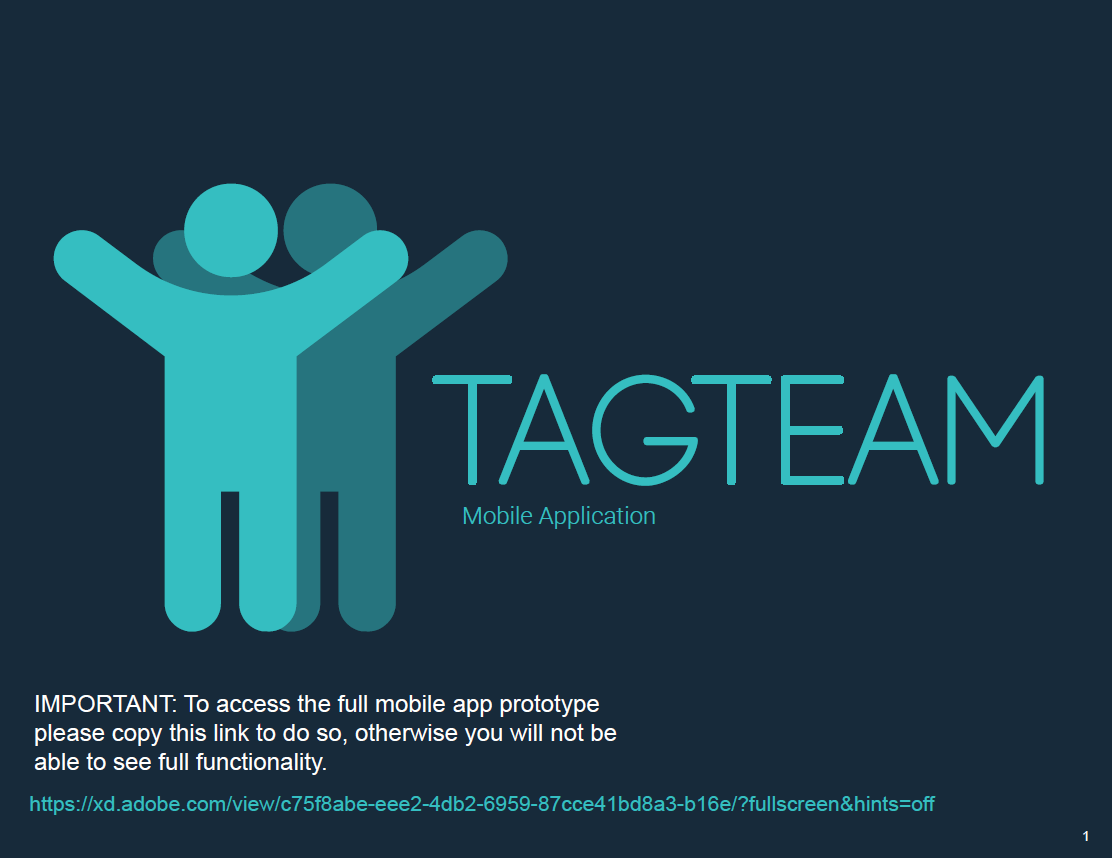 TAGTEAM
Mobile Application
IMPORTANT: To access the full mobile app prototype
please copy this link to do so, otherwise you will not be
able to see full functionality.
https://xd.adobe.com/view/c75f8abe-eee2-4db2-6959-87cce41bd8a3-b16e/?fullscreen&hints=off
1